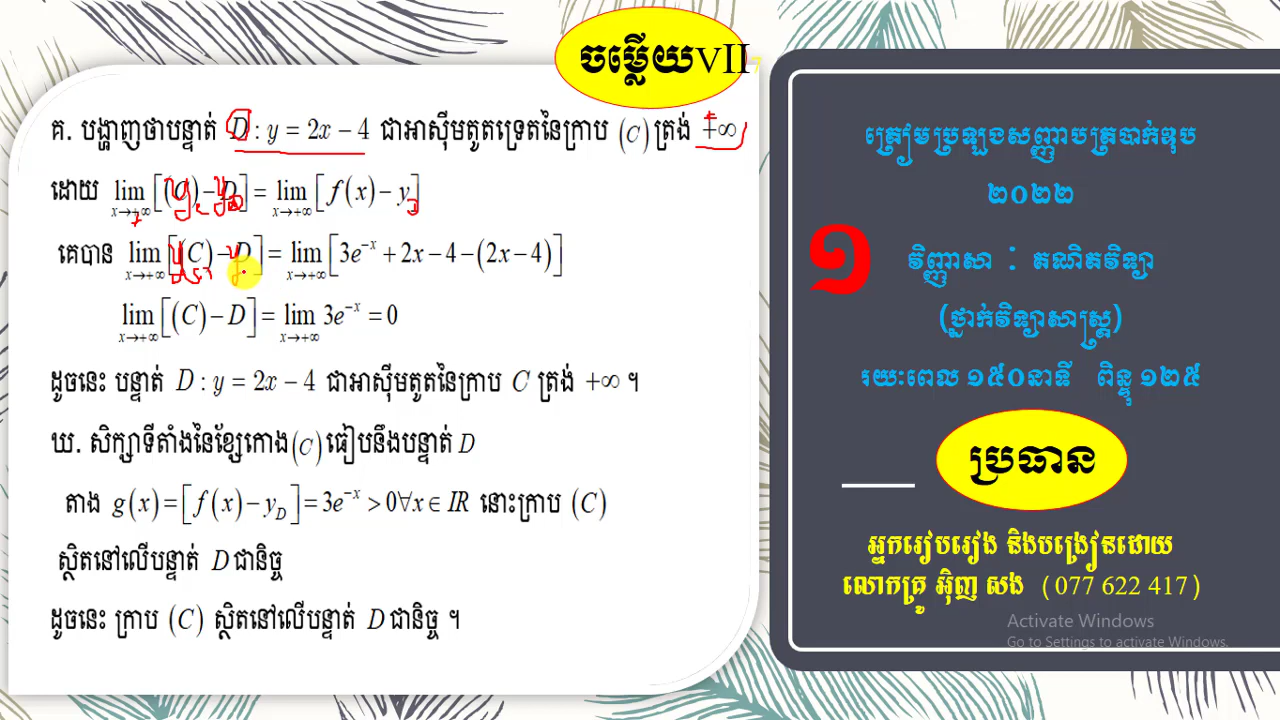 ចម្លើយVII
គ. បង្ហាញថាបន្ទាត់ D : y = 2x − 4 ជាអាស៊ីមតូតទ្រេតនៃក្រាប (C) ត្រង់ +∞
ដោយ lim x→+∞ [(C) − D] = lim x→+∞ [f(x) − y]
គេបាន lim x→+∞ [(C) − D] = lim x→+∞ [3e^{−x} + 2x − 4 − (2x − 4)]
lim x→+∞ [(C) − D] = lim x→+∞ 3e^{−x} = 0
ដូចនេះ បន្ទាត់ D : y = 2x − 4 ជាអាស៊ីមតូតនៃក្រាប C ត្រង់ +∞ ។
ឃ. សិក្សាទីតាំងនៃខ្សែកោង (C) ធៀបនឹងបន្ទាត់ D
តាង g(x) = [f(x) − y_D] = 3e^{−x} > 0 ∀x ∈ IR នោះក្រាប (C)
ស្ថិតនៅលើបន្ទាត់ D ជានិច្ច
ដូចនេះ ក្រាប (C) ស្ថិតនៅលើបន្ទាត់ D ជានិច្ច ។
ត្រៀមប្រឡងសញ្ញាបត្របាក់ឌុប
២០២២
១
វិញ្ញាសា : គណិតវិទ្យា
(ថ្នាក់វិទ្យាសាស្ត្រ)
រយ:ពេល ១៥០នាទី ពិន្ទុ ១២៥
ប្រធាន
អ្នករៀបរៀង និងបង្រៀនដោយ
លោកគ្រូ អ៊ិញ សង (077 622 417)
Activate Windows
Go to Settings to activate Windows.